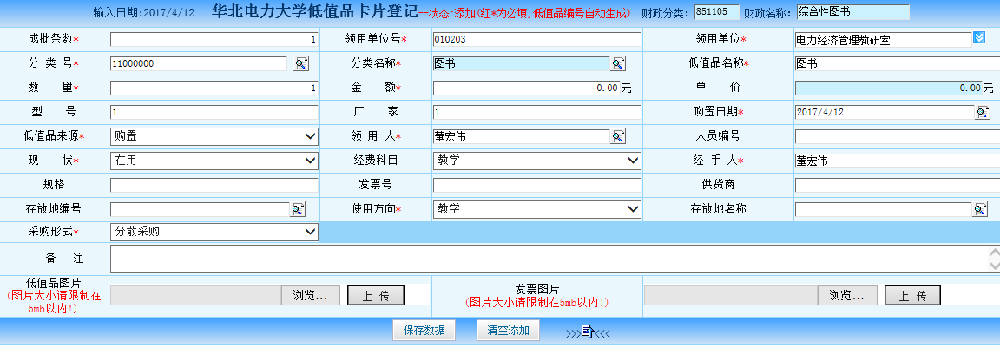 输入日期:2017/4/12 华北电力大学低值品卡片登记--状态:添加(红*为必填,低值品编号自动生成) 财政分类: 851105 财政名称: 综合性图书
成批条数* 1 领用单位号* 010203 领用单位* 电力经济管理教研室
分 类 号* 11000000 分类名称* 图书 低值品名称* 图书
数 量* 1 金 额* 0.00 元 单 价 0.00 元
型 号 1 厂 家 1 购置日期* 2017/4/12
低值品来源* 购置 领 用 人* 董宏伟 人员编号
现 状* 在用 经费科目 教学 经 手 人* 董宏伟
规格 发票号 供货商
存放地编号 使用方向* 教学 存放地名称
采购形式* 分散采购
备 注
低值品图片
(图片大小请限制在
5mb以内!)
浏览... 上 传
发票图片
(图片大小请限制在5mb以内!)
浏览... 上 传
保存数据 清空添加 >>> <<<